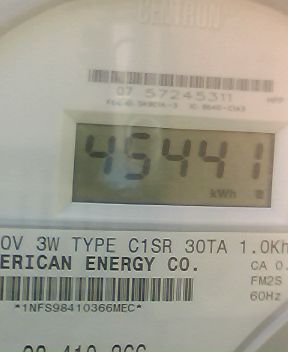 CENTRON
07 57245311
45441
kWh
0V 3W TYPE C1SR 30TA 1.0Kh
ERICAN ENERGY CO.
CA 0.
FM2S
60Hz
*1NFS98410366MEC*